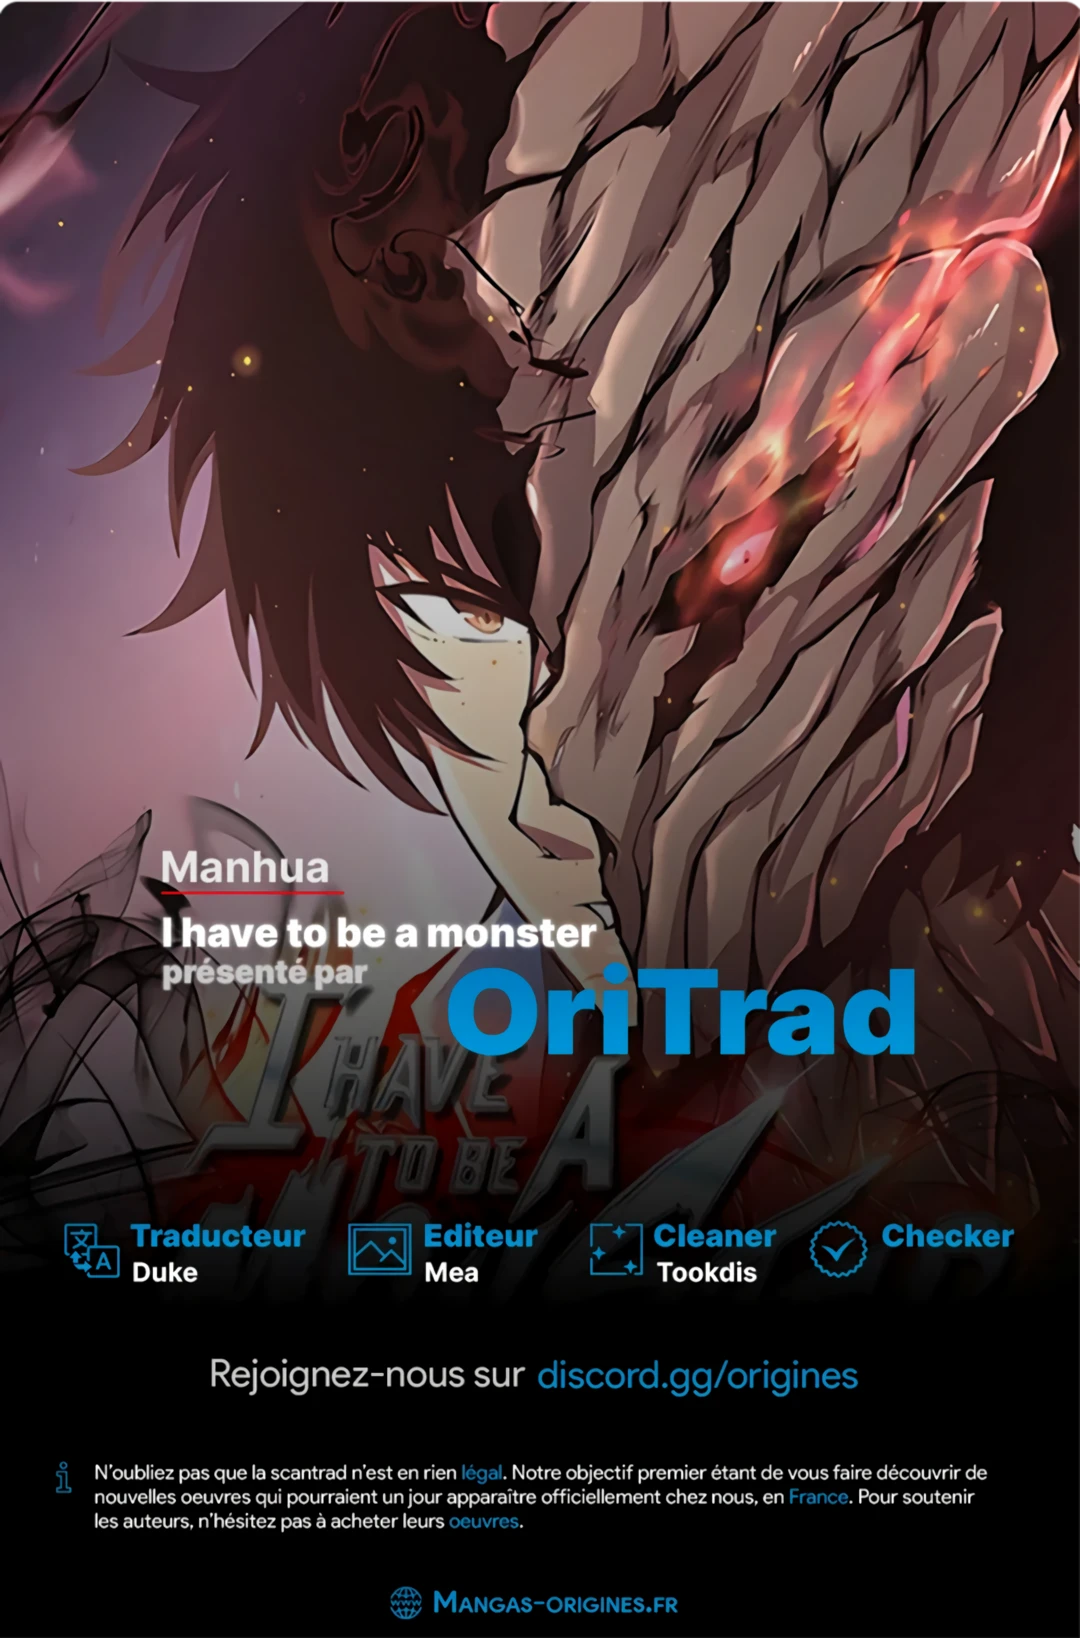 Manhua
I have to be a monster
présenté par
OriTrad
I HAVE
TO BE A
Traducteur
Duke
Editeur
Mea
Cleaner
Tookdis
Checker
Rejoignez-nous sur discord.gg/origines
N'oubliez pas que la scantrad n'est en rien légal. Notre objectif premier étant de vous faire découvrir de
nouvelles oeuvres qui pourraient un jour apparaître officiellement chez nous, en France. Pour soutenir
les auteurs, n'hésitez pas à acheter leurs oeuvres.
MANGAS-ORIGINES.FR